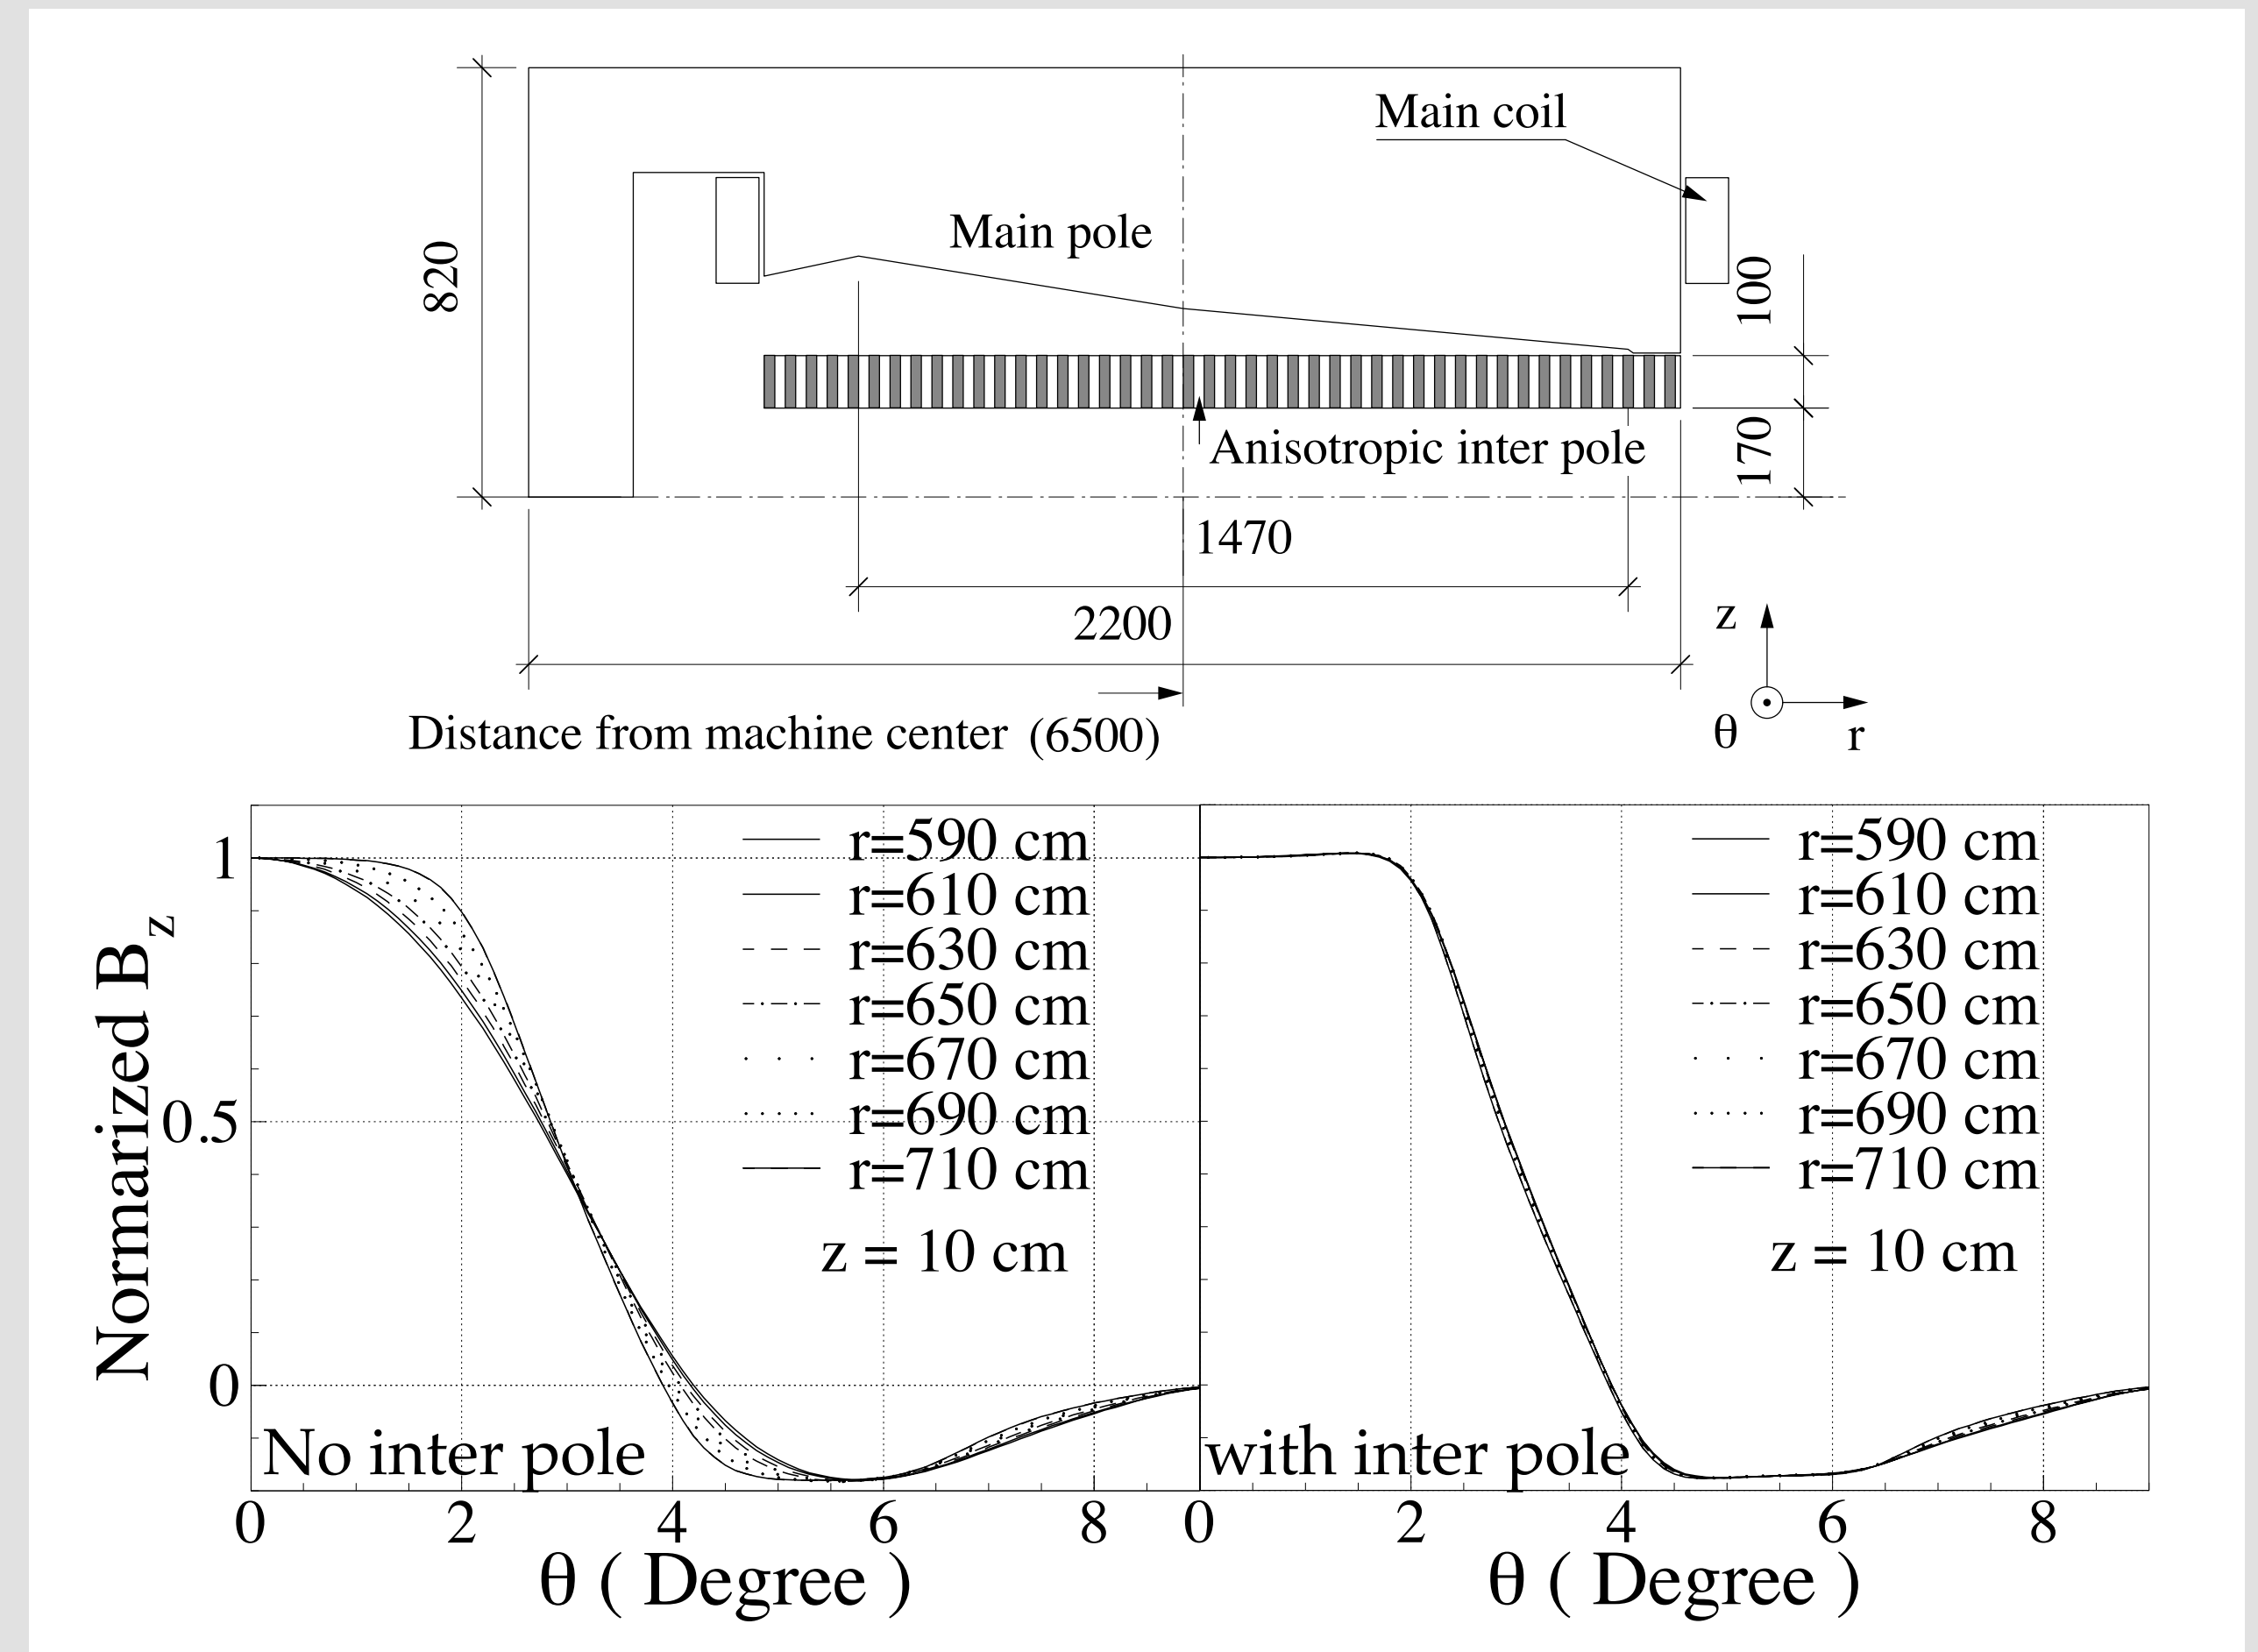 Main coil
Main pole
820
100
Anisotropic inter pole
170
1470
2200
z
Distance from machine center (6500)
θ
r
Normarized Bz
1
0.5
0
r=590 cm
r=610 cm
r=630 cm
r=650 cm
r=670 cm
r=690 cm
r=710 cm
z = 10 cm
No inter pole
0 2 4 6 8
θ ( Degree )
r=590 cm
r=610 cm
r=630 cm
r=650 cm
r=670 cm
r=690 cm
r=710 cm
z = 10 cm
with inter pole
0 2 4 6 8
θ ( Degree )